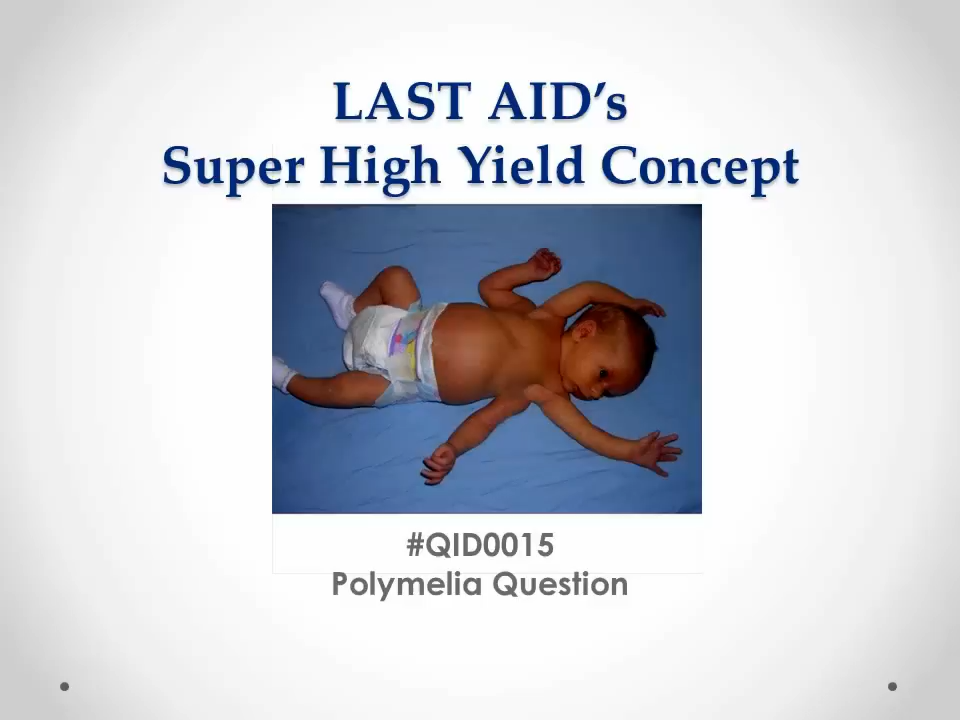 LAST AID’s
Super High Yield Concept
#QID0015
Polymelia Question